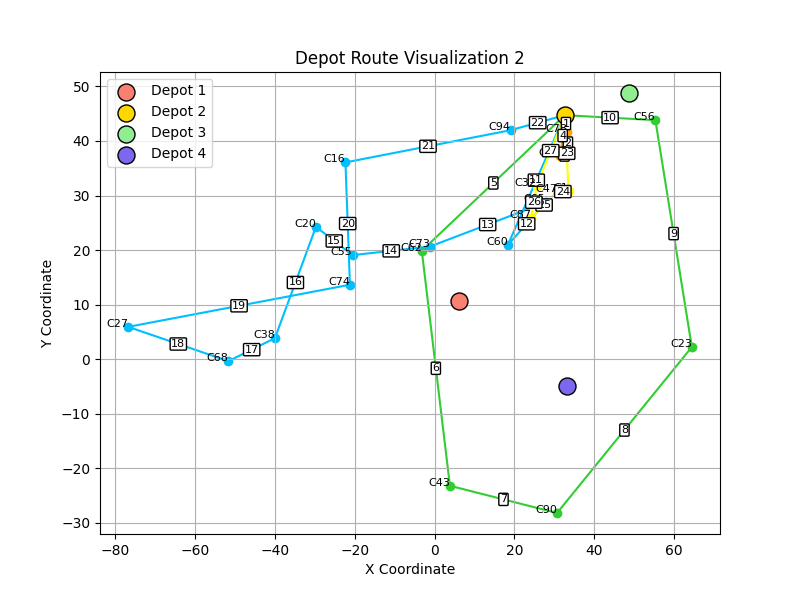 Depot Route Visualization 2
Depot 1
Depot 2
Depot 3
Depot 4
50
40
30
20
10
0
−10
−20
−30
Y Coordinate
−80
−60
−40
−20
0
20
40
60
X Coordinate
C94
22
1
10
C56
4
21
27
23
C16
5
11
C47
24
26
20
13
12
C60
9
C20
15
14
C73
C55
16
C74
19
C27
18
17
C38
C68
6
C23
8
C43
7
C90